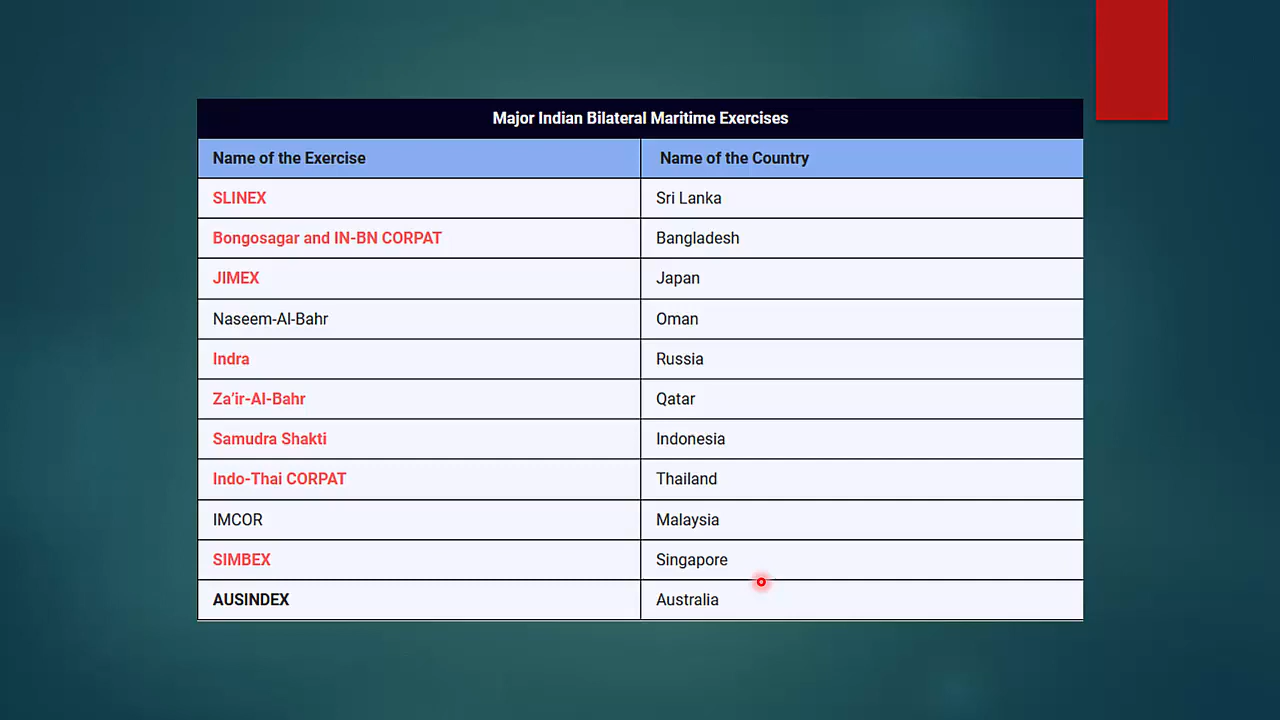 Major Indian Bilateral Maritime Exercises
Name of the Exercise Name of the Country
SLINEX Sri Lanka
Bongosagar and IN-BN CORPAT Bangladesh
JIMEX Japan
Naseem-Al-Bahr Oman
Indra Russia
Za’ir-Al-Bahr Qatar
Samudra Shakti Indonesia
Indo-Thai CORPAT Thailand
IMCOR Malaysia
SIMBEX Singapore
AUSINDEX Australia